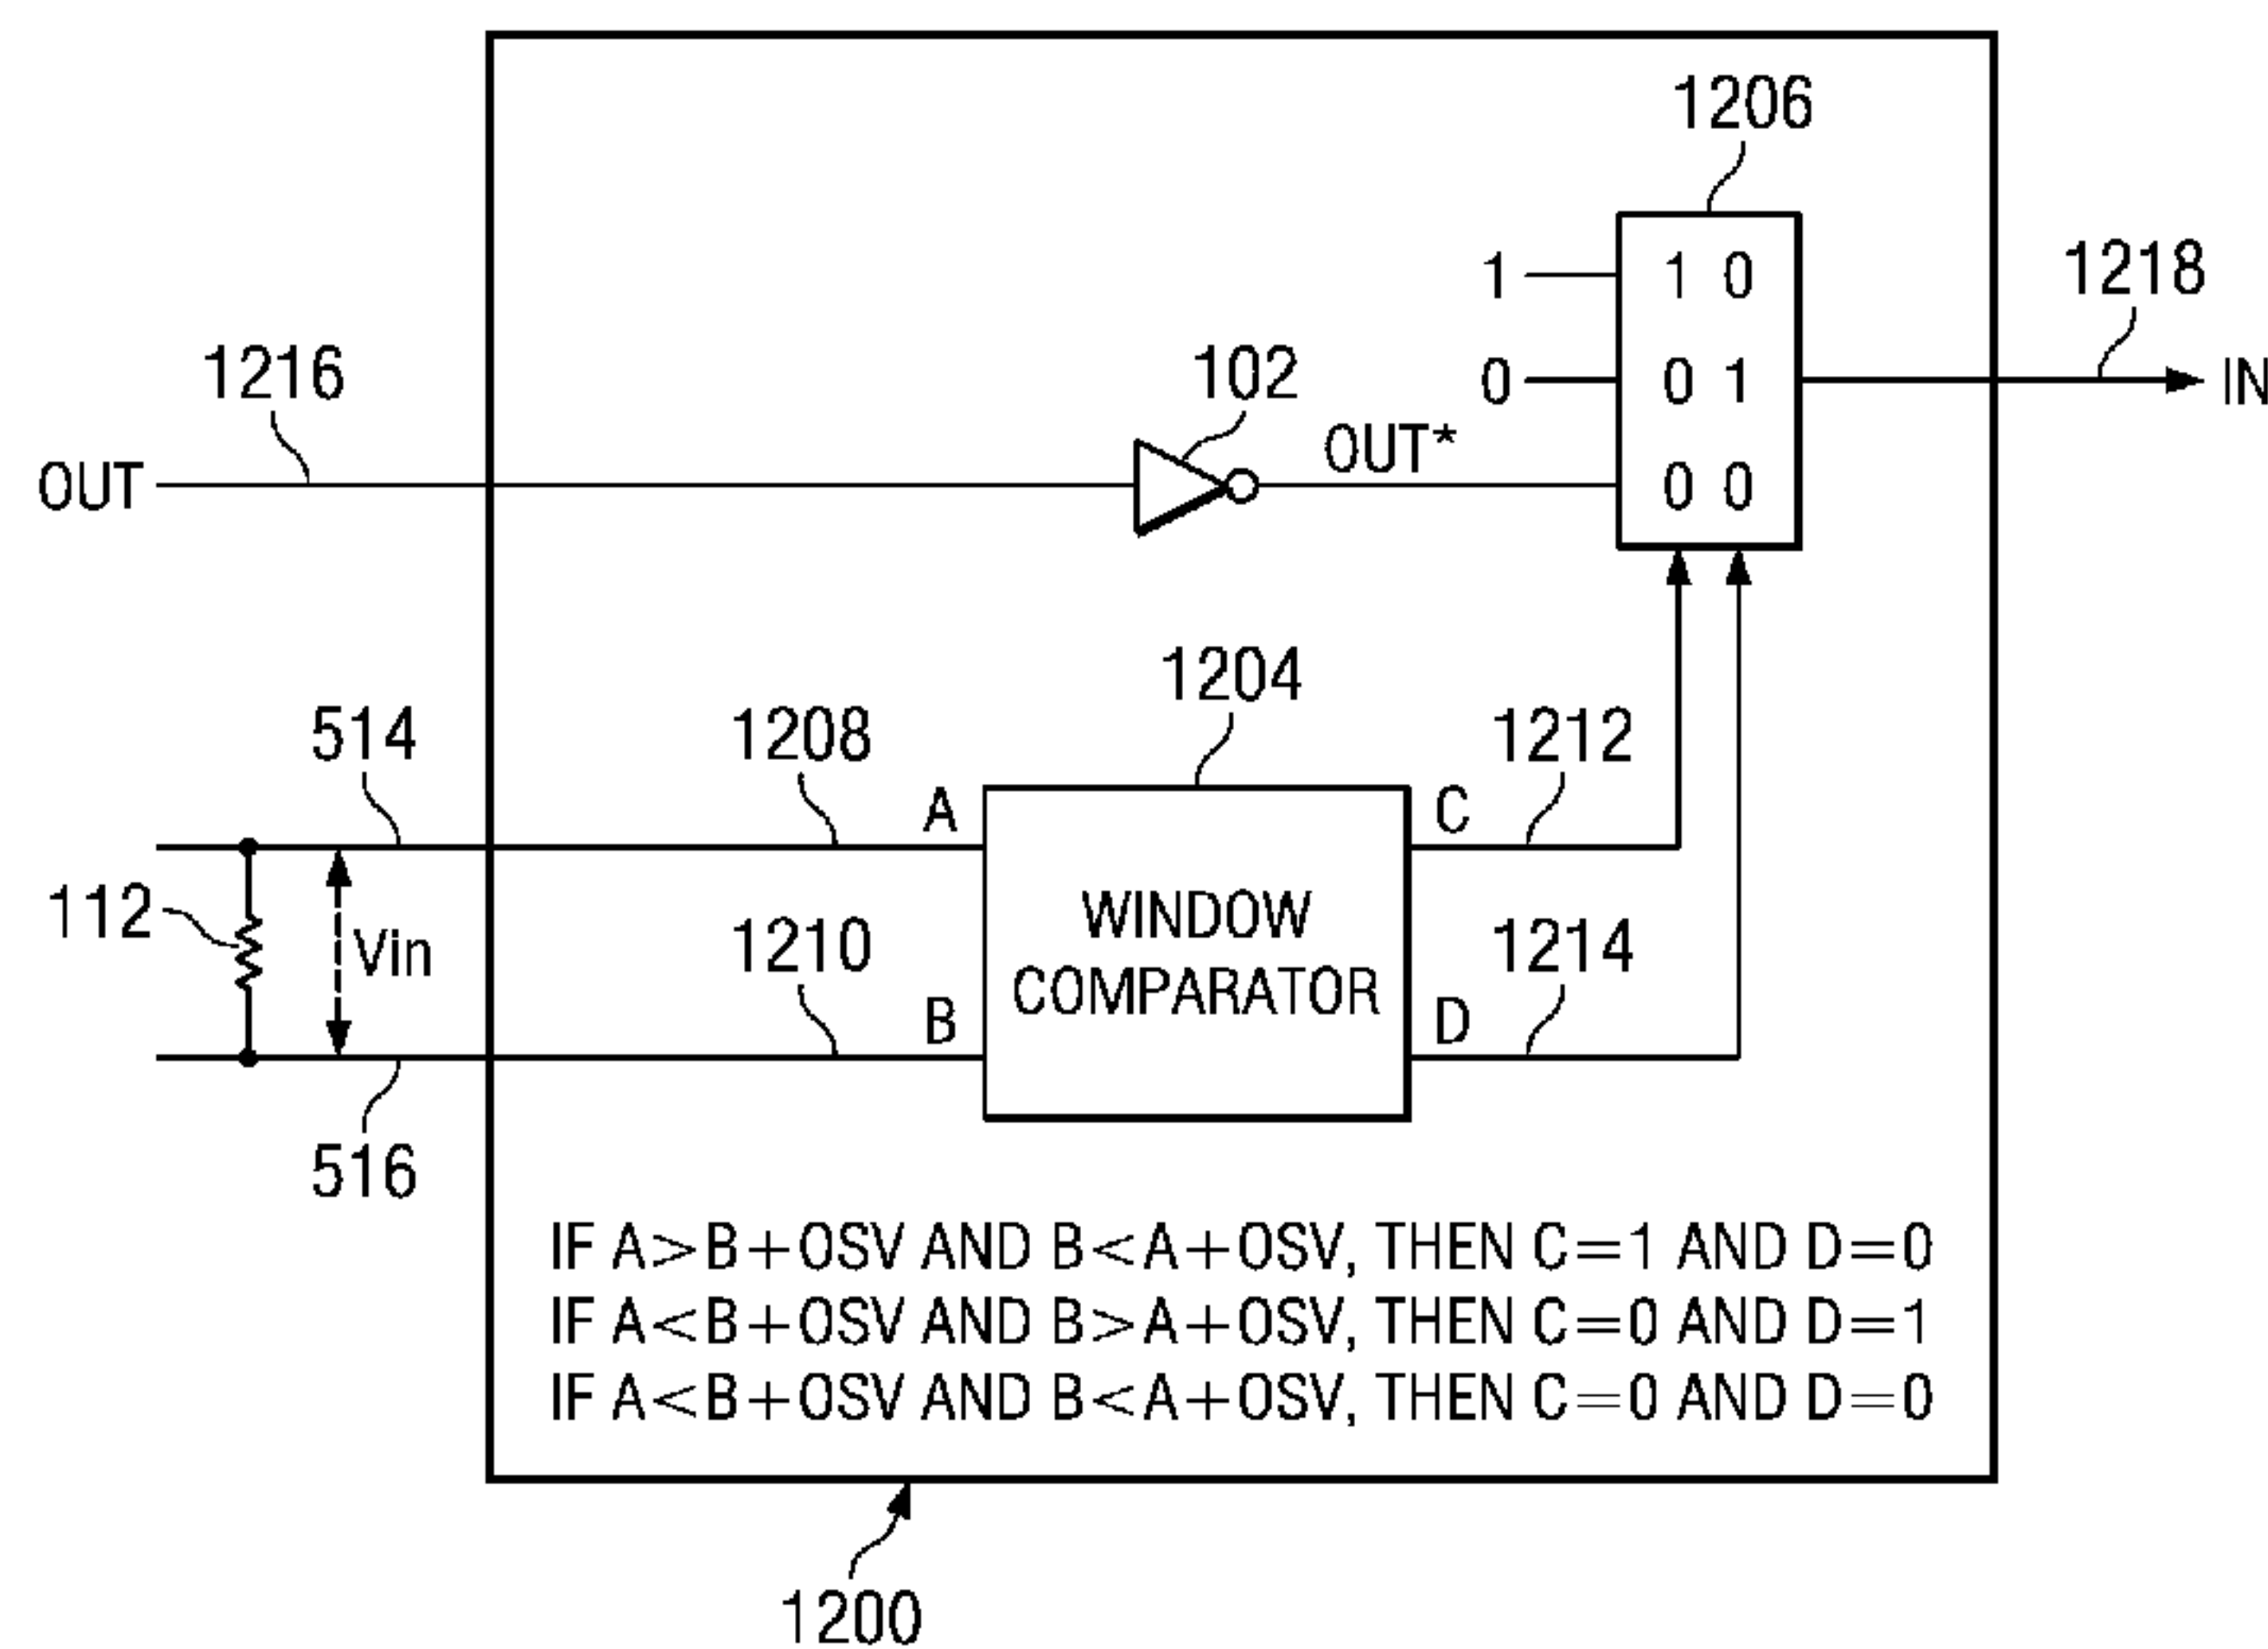 1206
1 1 0
1218
1216
102
0 0 1
IN
OUT*
OUT
0 0
1204
514
1208
1212
A
C
112
Vin
1210
WINDOW
COMPARATOR
1214
B
D
516
IF A>B+OSV AND B<A+OSV, THEN C=1 AND D=0
IF A<B+OSV AND B>A+OSV, THEN C=0 AND D=1
IF A<B+OSV AND B<A+OSV, THEN C=0 AND D=0
1200